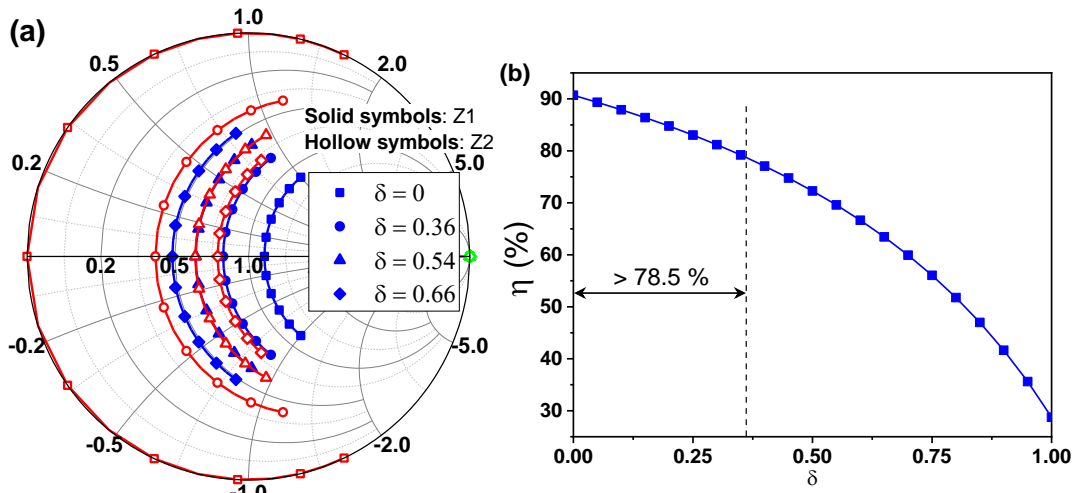 (a)
1.0
0.5
2.0
Solid symbols: Z1
Hollow symbols: Z2
0.2
5.0
δ = 0
δ = 0.36
δ = 0.54
δ = 0.66
0.2
0.5
1.0
-0.2
-5.0
-0.5
-2.0
-1.0
(b)
η (%)
90
80
70
60
50
40
30
> 78.5 %
0.00
0.25
0.50
0.75
1.00
δ